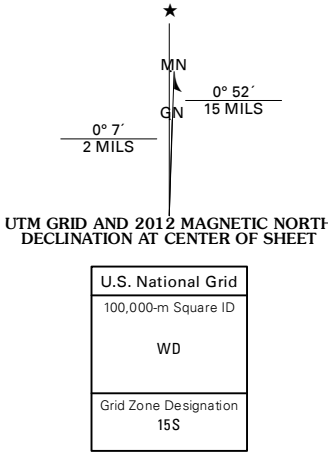 ★
MN
GN
0° 52´
15 MILS
0° 7´
2 MILS
UTM GRID AND 2012 MAGNETIC NORTH
DECLINATION AT CENTER OF SHEET
U.S. National Grid
100,000-m Square ID
WD
Grid Zone Designation
15S